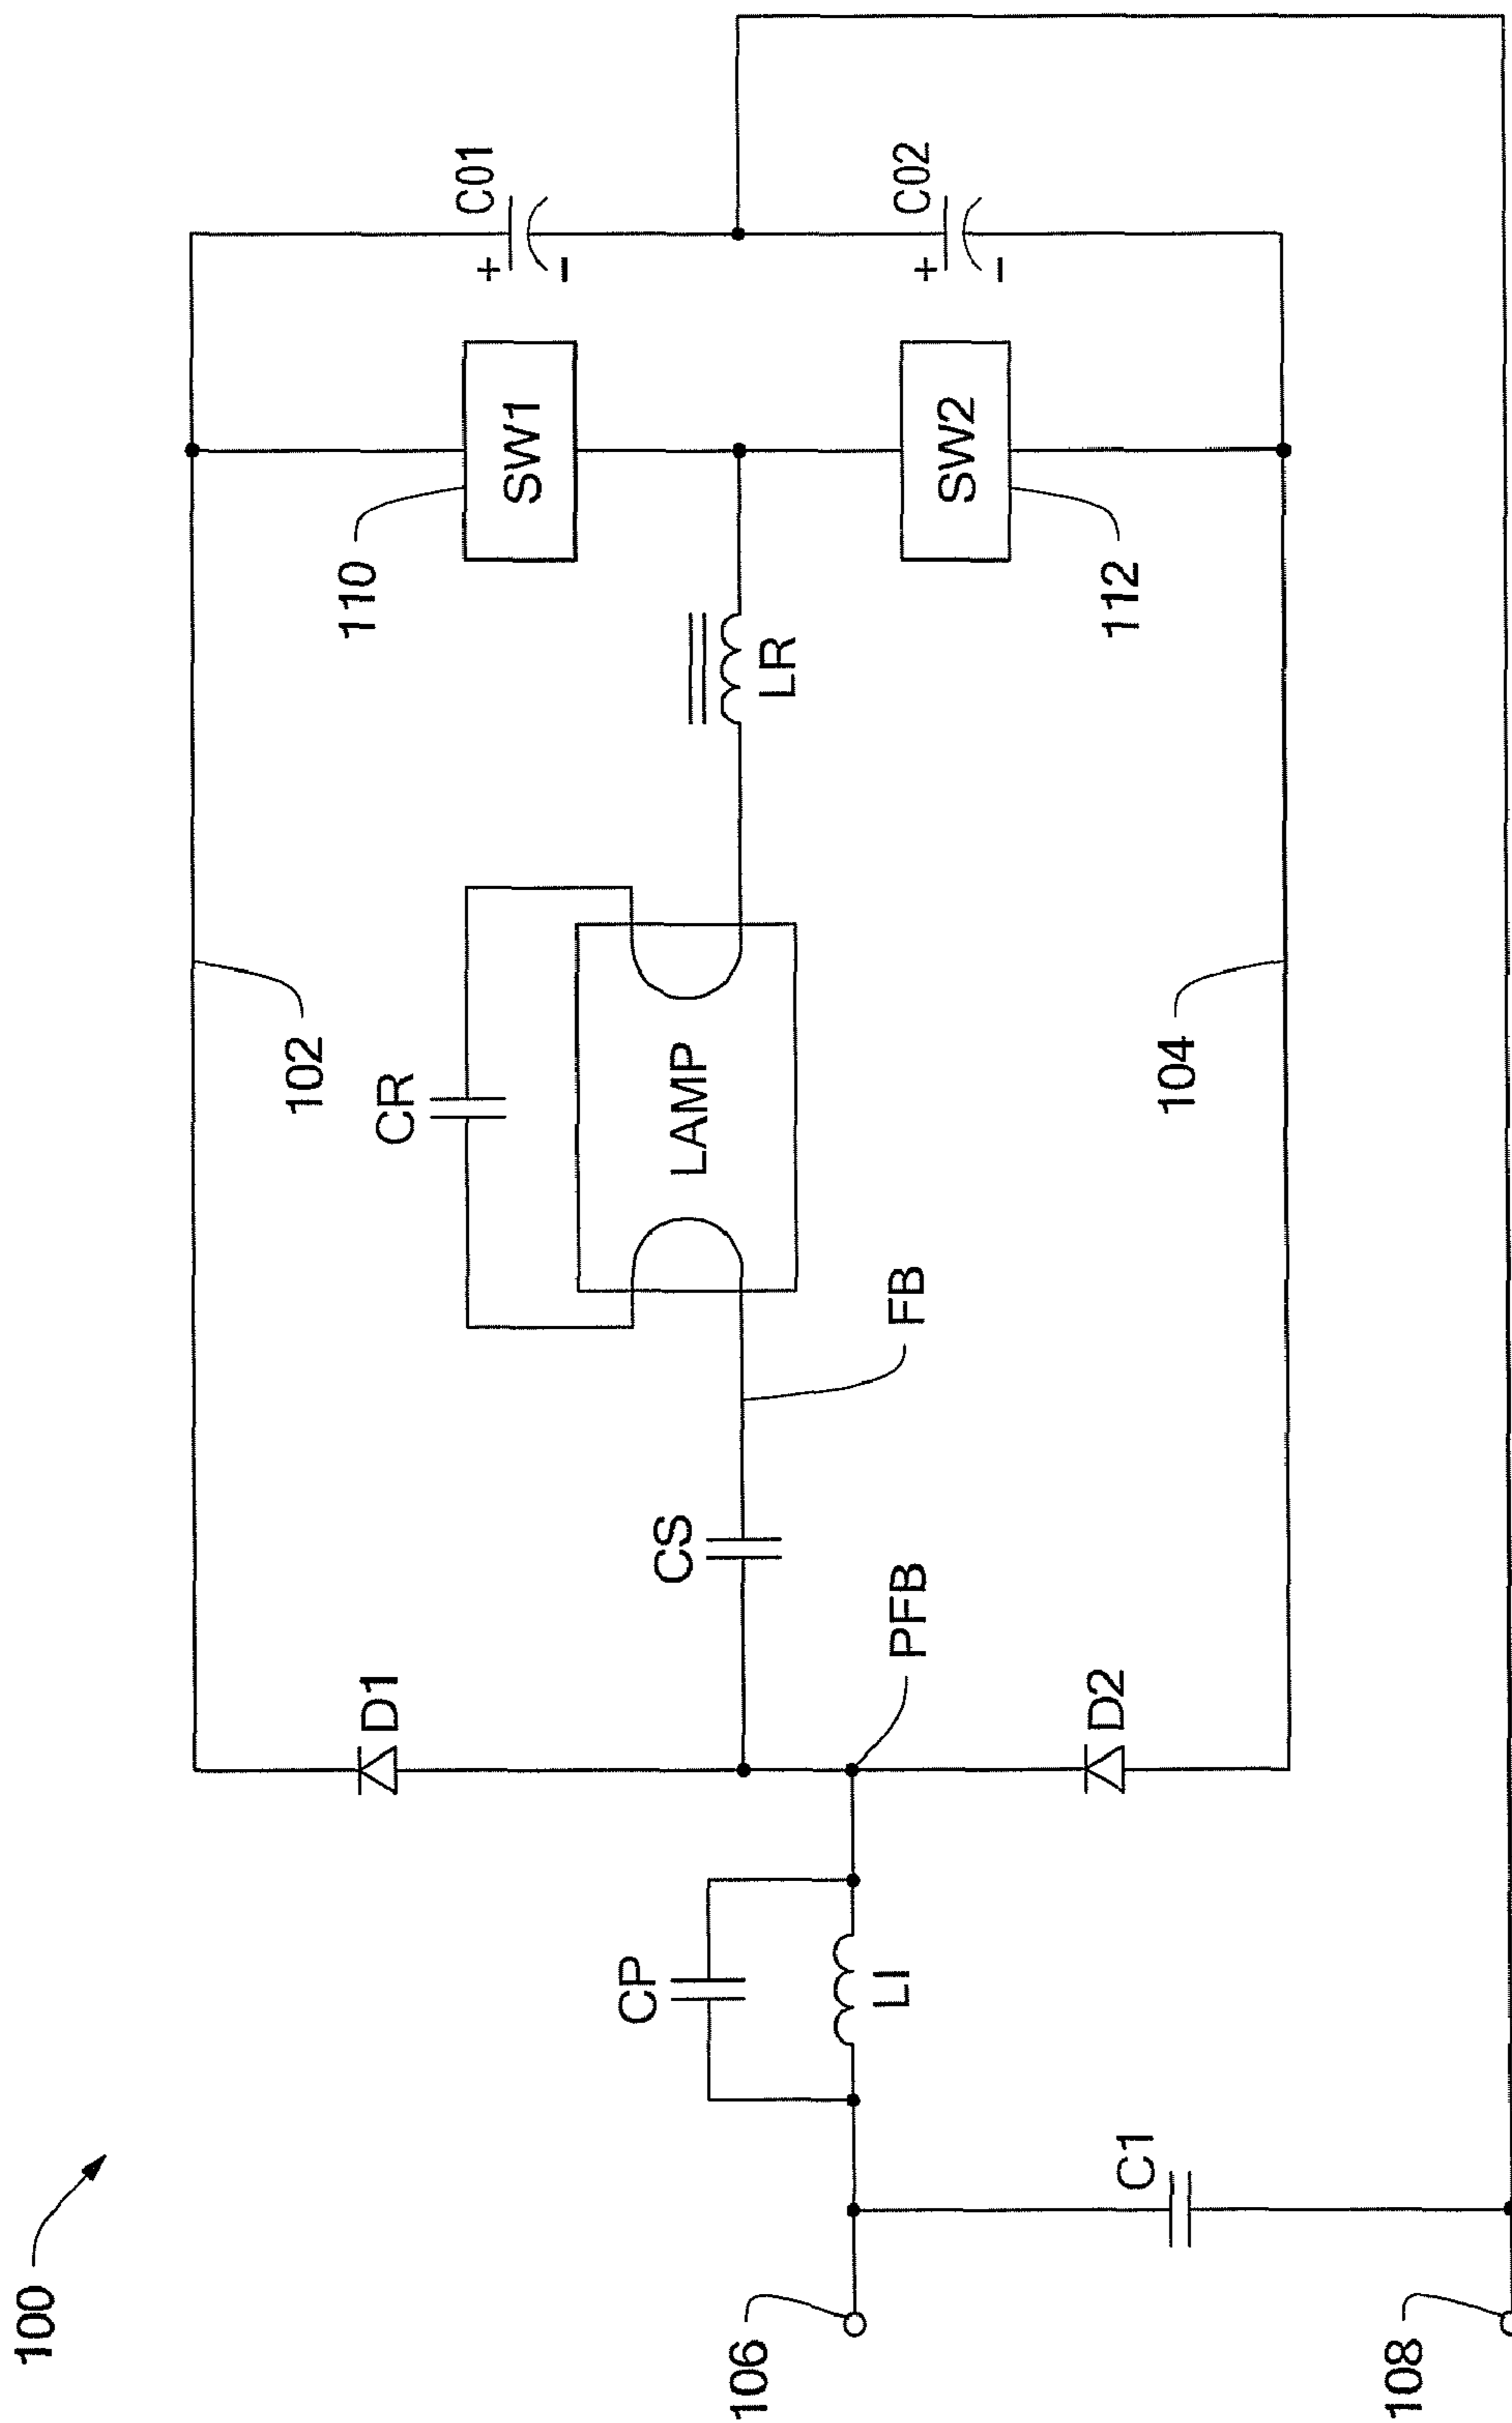 100
102
110
C01
+
-
SW1
D1
CR
CS
LAMP
LR
CP
LI
PFB
FB
C02
+
-
SW2
112
D2
104
C1
106
108